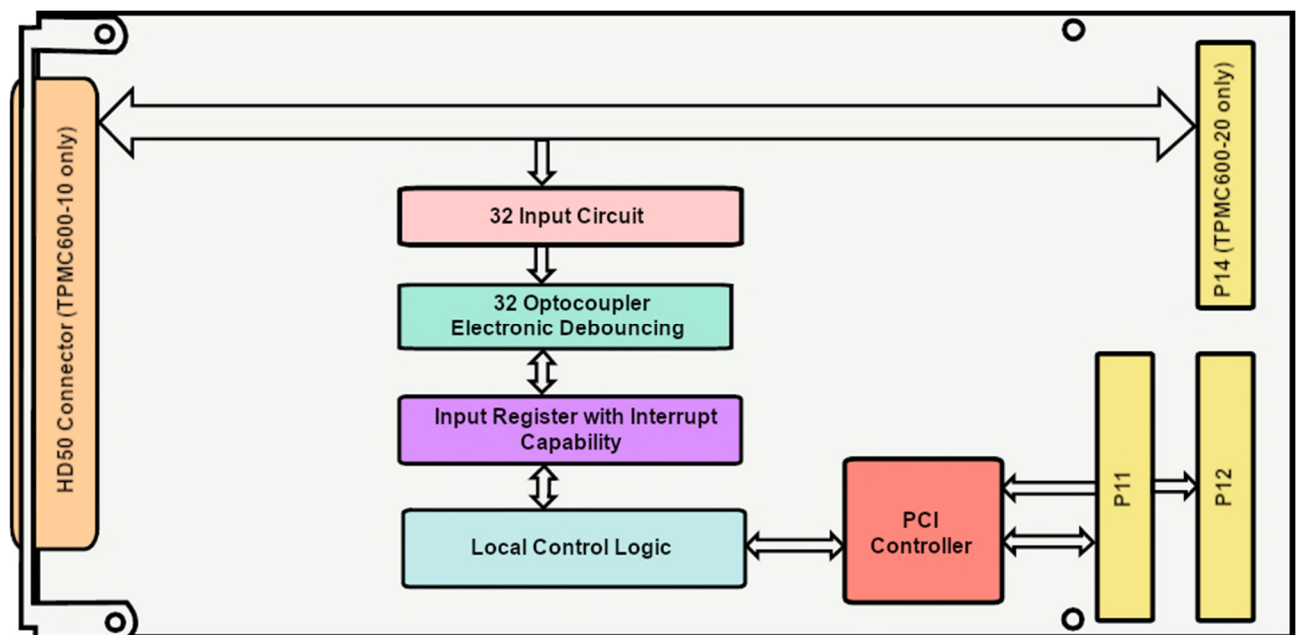 HD50 Connector (TPMC600-10 only)
P14 (TPMC600-20 only)
32 Input Circuit
32 Optocoupler
Electronic Debouncing
Input Register with Interrupt
Capability
Local Control Logic
PCI
Controller
P11
P12